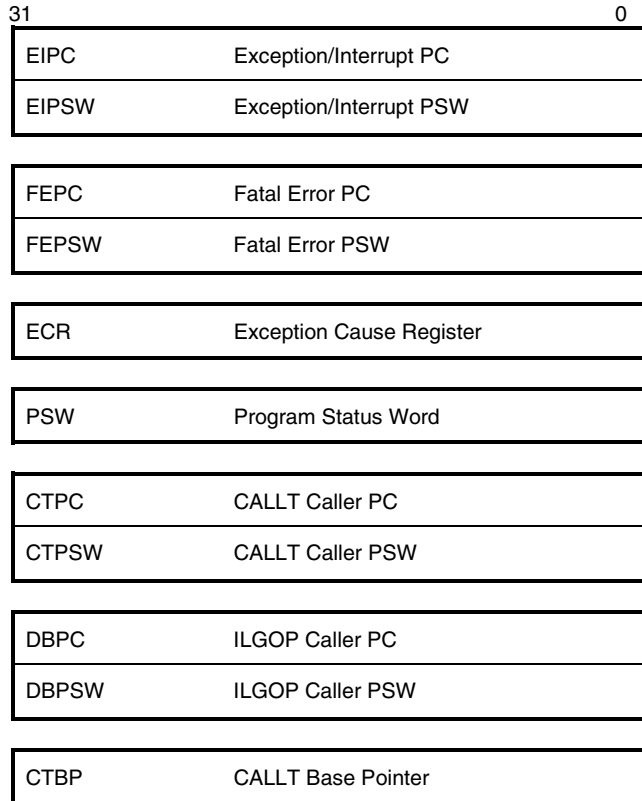 31 0
EIPC Exception/Interrupt PC
EIPSW Exception/Interrupt PSW
FEPC Fatal Error PC
FEPSW Fatal Error PSW
ECR Exception Cause Register
PSW Program Status Word
CTPC CALLT Caller PC
CTPSW CALLT Caller PSW
DBPC ILGOP Caller PC
DBPSW ILGOP Caller PSW
CTBP CALLT Base Pointer